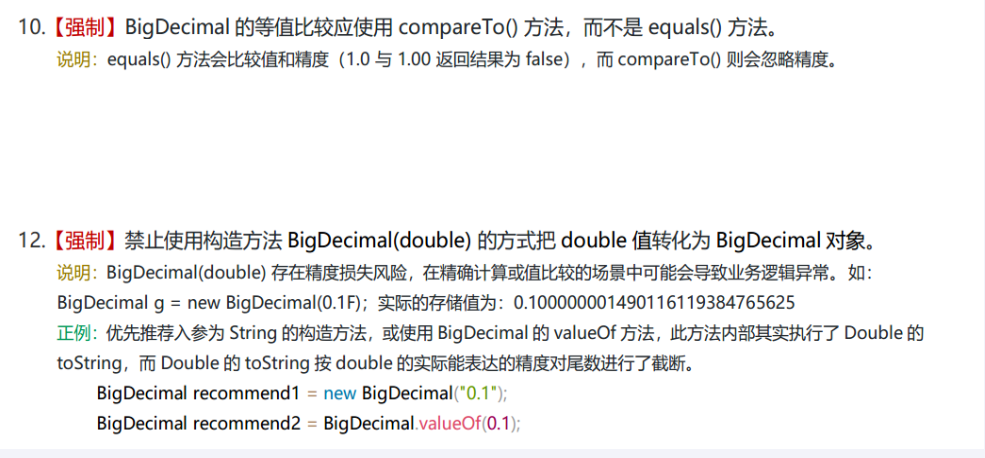 10.【强制】BigDecimal 的等值比较应使用 compareTo() 方法，而不是 equals() 方法。
说明：equals() 方法会比较值和精度（1.0 与 1.00 返回结果为 false），而 compareTo() 则会忽略精度。
12.【强制】禁止使用构造方法 BigDecimal(double) 的方式把 double 值转化为 BigDecimal 对象。
说明：BigDecimal(double) 存在精度损失风险，在精确计算或值比较的场景中可能会导致业务逻辑异常。如：
BigDecimal g = new BigDecimal(0.1F)；实际的存储值为：0.100000001490116119384765625
正例：优先推荐入参为 String 的构造方法，或使用 BigDecimal 的 valueOf 方法，此方法内部其实执行了 Double 的
toString，而 Double 的 toString 按 double 的实际能表达的精度对尾数进行了截断。
BigDecimal recommend1 = new BigDecimal("0.1");
BigDecimal recommend2 = BigDecimal.valueOf(0.1);